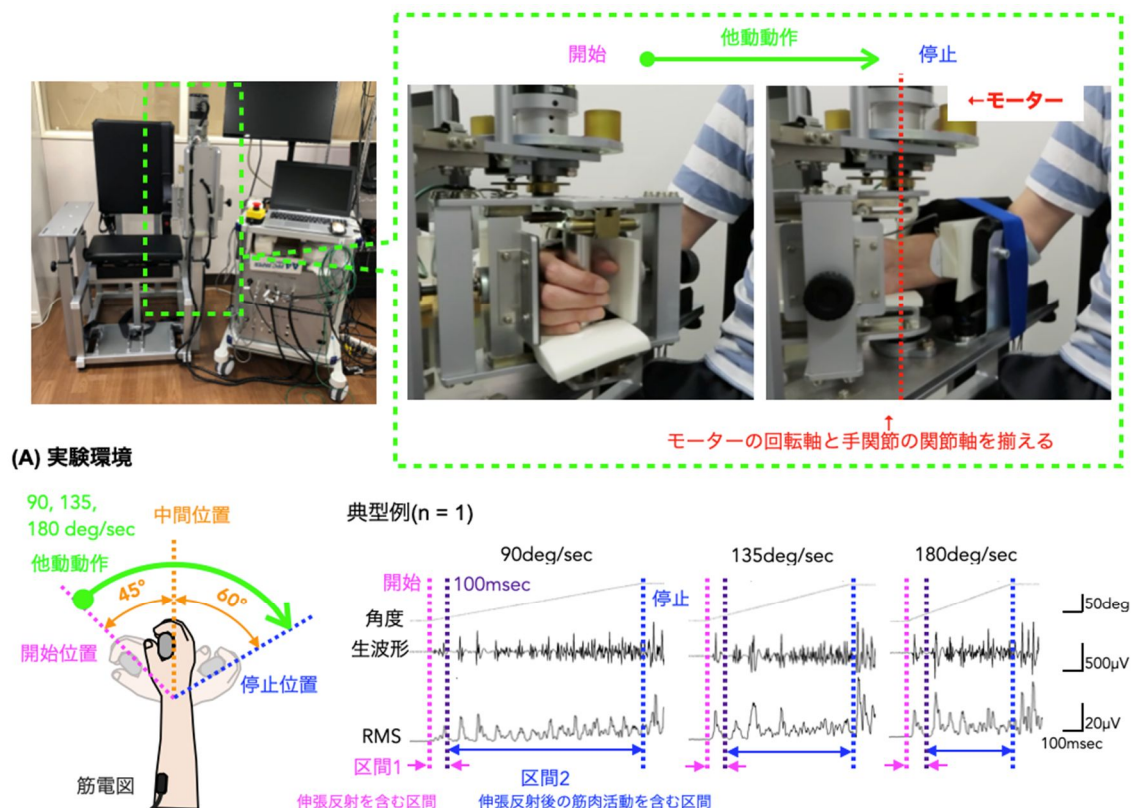 他動動作
開始
停止
←モーター
↑
モーターの回転軸と手関節の関節軸を揃える
(A) 実験環境
90, 135,
180 deg/sec
他動動作
中間位置
45°
60°
開始位置
停止位置
筋電図
典型例(n = 1)
90deg/sec
135deg/sec
180deg/sec
開始
100msec
停止
角度
生波形
RMS
50deg
500μV
20μV
100msec
区間1
区間2
伸張反射を含む区間
伸張反射後の筋肉活動を含む区間